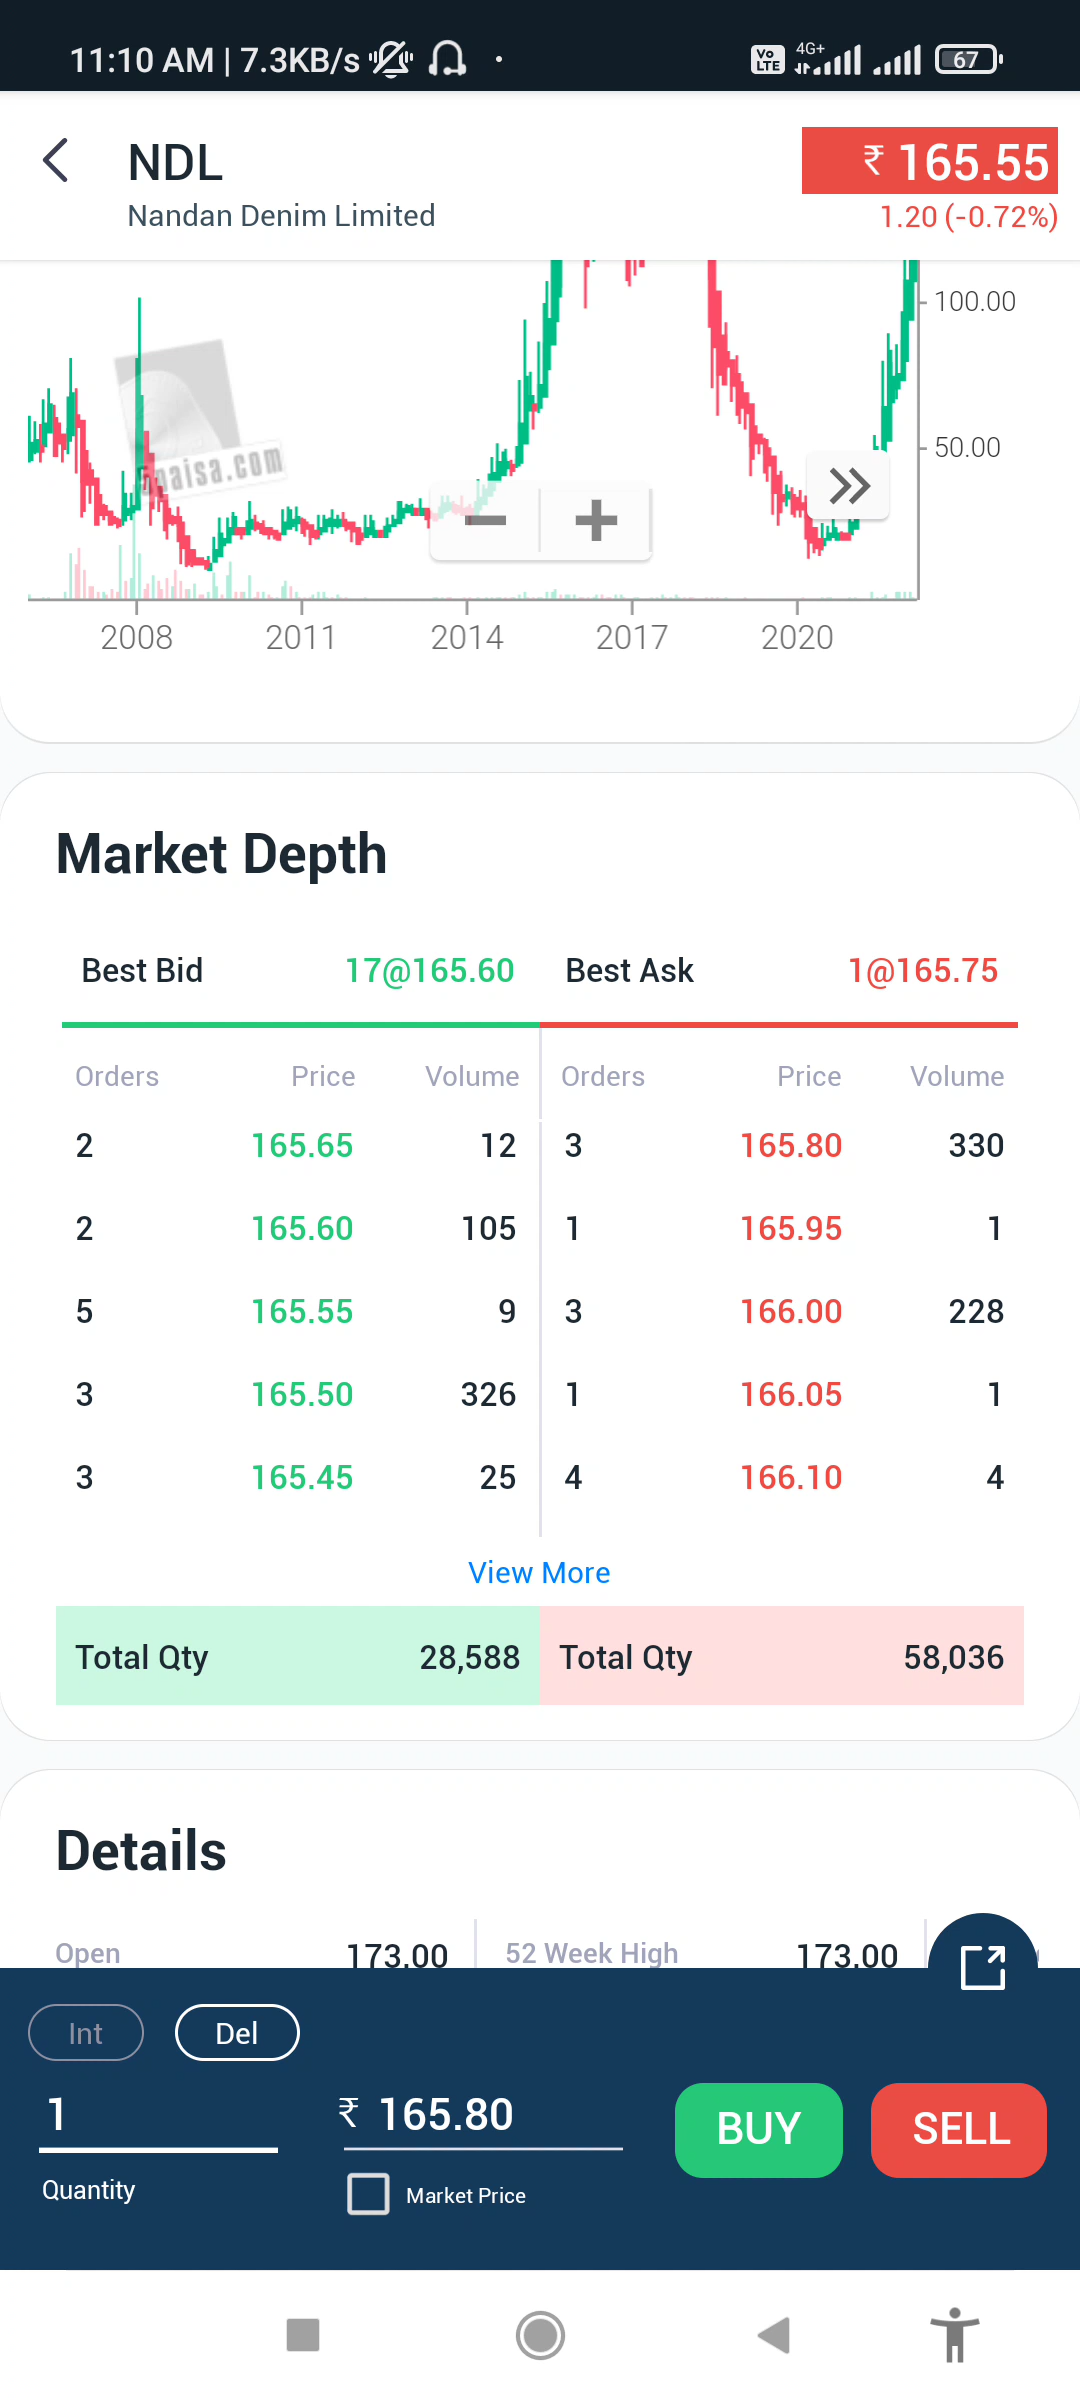 11:10 AM | 7.3KB/s Vo LTE 4G+ 67
NDL ₹ 165.55
Nandan Denim Limited 1.20 (-0.72%)
100.00
5paisa.com
50.00
2008 2011 2014 2017 2020
Market Depth
Best Bid 17@165.60 Best Ask 1@165.75
Orders Price Volume Orders Price Volume
2 165.65 12 3 165.80 330
2 165.60 105 1 165.95 1
5 165.55 9 3 166.00 228
3 165.50 326 1 166.05 1
3 165.45 25 4 166.10 4
View More
Total Qty 28,588 Total Qty 58,036
Details
Open 173.00 52 Week High 173.00
Int Del
1 ₹ 165.80 BUY SELL
Quantity Market Price